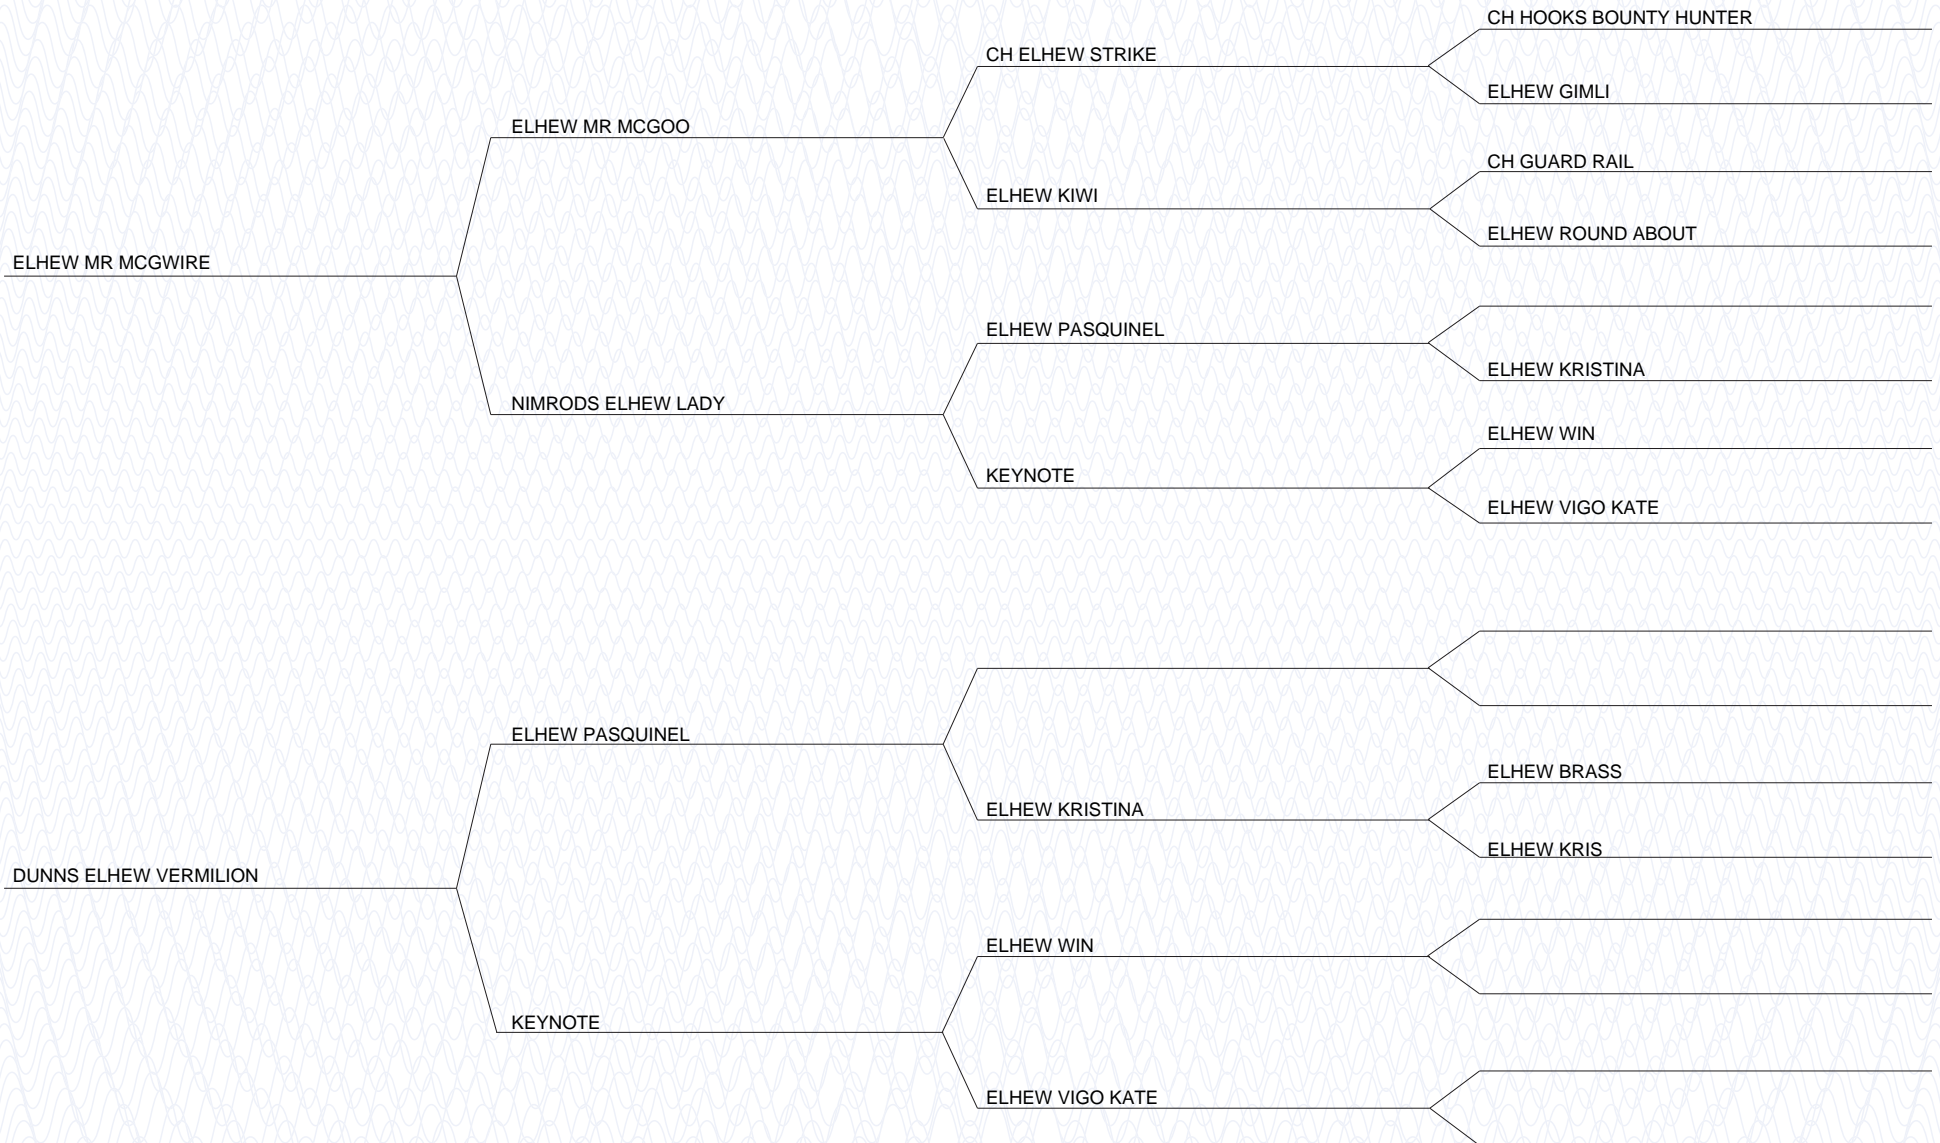 CH HOOKS BOUNTY HUNTER
CH ELHEW STRIKE
ELHEW GIMLI
ELHEW MR MCGOO
CH GUARD RAIL
ELHEW KIWI
ELHEW ROUND ABOUT
ELHEW MR MCGWIRE
ELHEW PASQUINEL
ELHEW KRISTINA
NIMRODS ELHEW LADY
ELHEW WIN
KEYNOTE
ELHEW VIGO KATE
ELHEW PASQUINEL
ELHEW BRASS
ELHEW KRISTINA
ELHEW KRIS
DUNNS ELHEW VERMILION
ELHEW WIN
KEYNOTE
ELHEW VIGO KATE